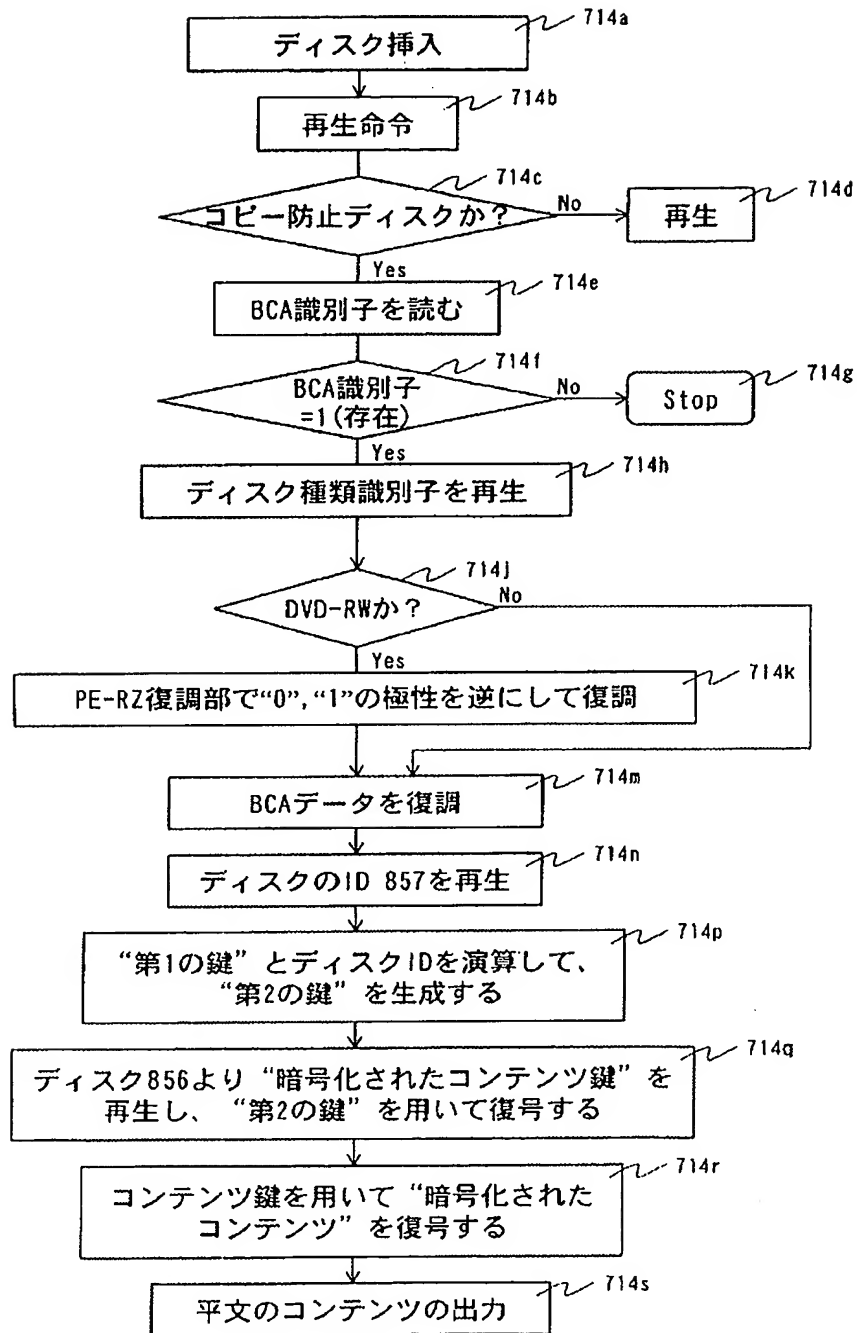 714a
ディスク挿入
714b
再生命令
714c
コピー防止ディスクか？
No
714d
再生
Yes
714e
BCA識別子を読む
714f
BCA識別子
=1(存在)
No
714g
Stop
Yes
714h
ディスク種類識別子を再生
714j
DVD-RWか？
No
Yes
714k
PE-RZ復調部で“0”,“1”の極性を逆にして復調
714m
BCAデータを復調
714n
ディスクのID 857を再生
714p
“第1の鍵” とディスクIDを演算して、
“第2の鍵” を生成する
714q
ディスク856より “暗号化されたコンテンツ鍵” を
再生し、 “第2の鍵” を用いて復号する
714r
コンテンツ鍵を用いて “暗号化された
コンテンツ” を復号する
714s
平文のコンテンツの出力